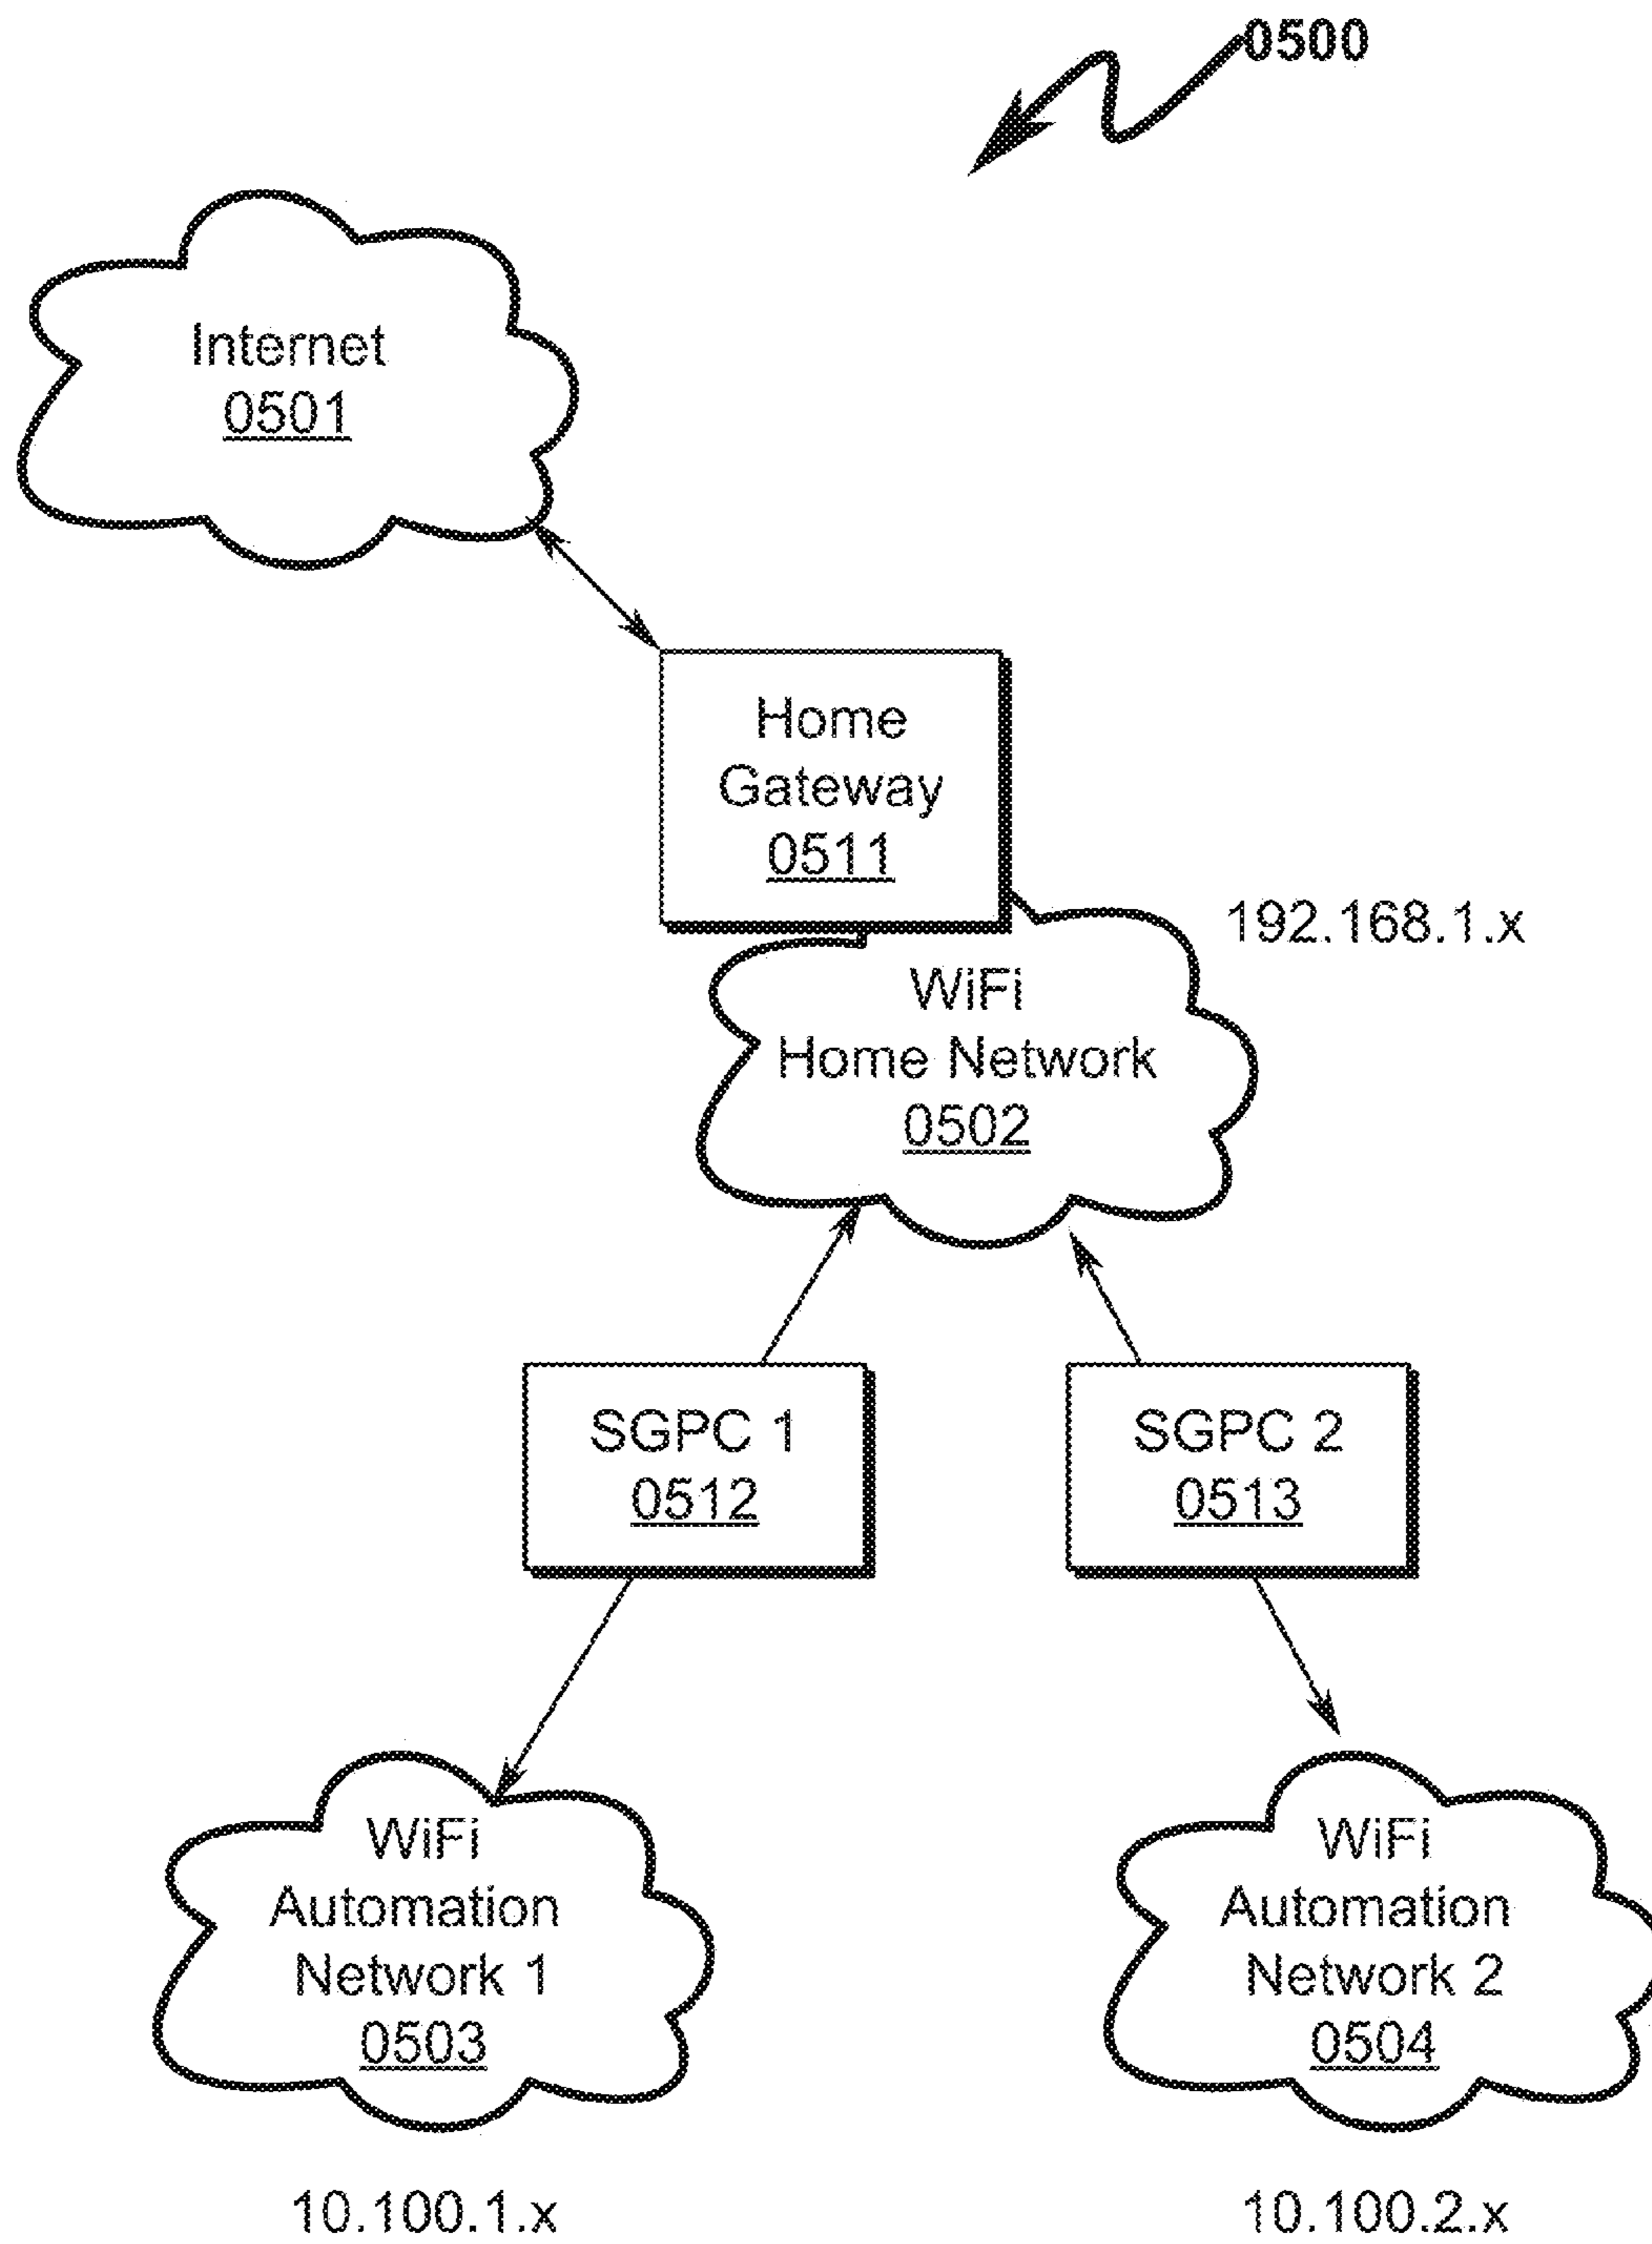 0500
Internet
0501
Home
Gateway
0511
192.168.1.x
WiFi
Home Network
0502
SGPC 1
0512
SGPC 2
0513
WiFi
Automation
Network 1
0503
WiFi
Automation
Network 2
0504
10.100.1.x
10.100.2.x